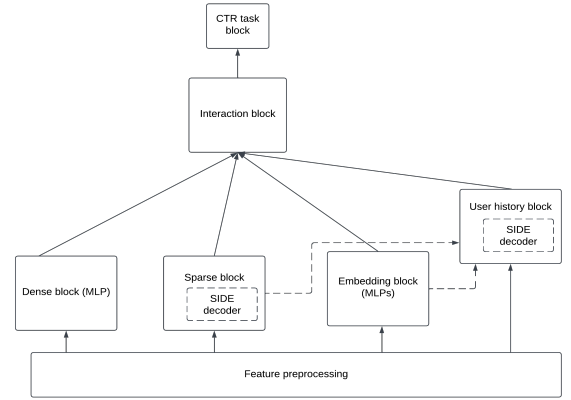 CTR task
block
Interaction block
User history block
SIDE
decoder
Dense block (MLP)
Sparse block
SIDE
decoder
Embedding block
(MLPs)
Feature preprocessing